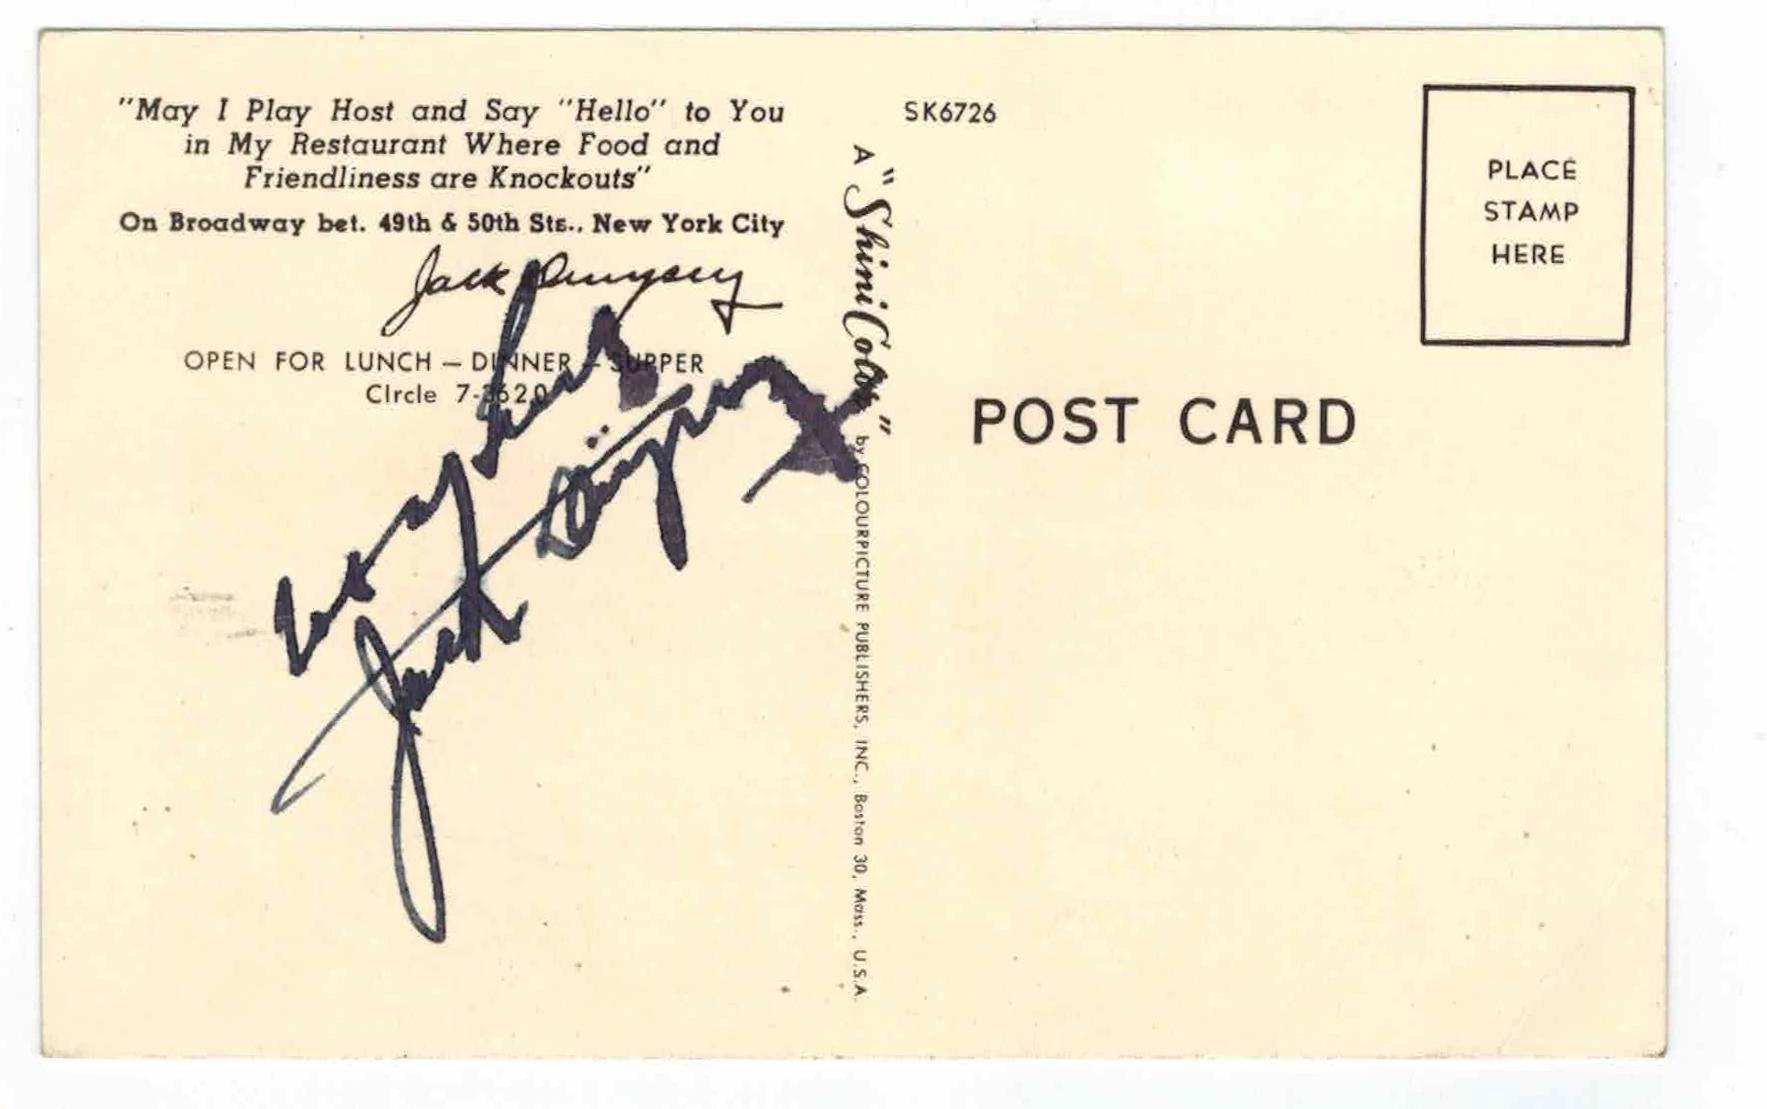 "May I Play Host and Say "Hello" to You
in My Restaurant Where Food and
Friendliness are Knockouts"
On Broadway bet. 49th & 50th Sts., New York City
Jack Dempsey
OPEN FOR LUNCH — DINNER — SUPPER
CIrcle 7-3620
Jack Dempsey
A "ShiniColor" by COLOURPICTURE PUBLISHERS, INC., Boston 30, Mass., U.S.A.
SK6726
PLACE
STAMP
HERE
POST CARD